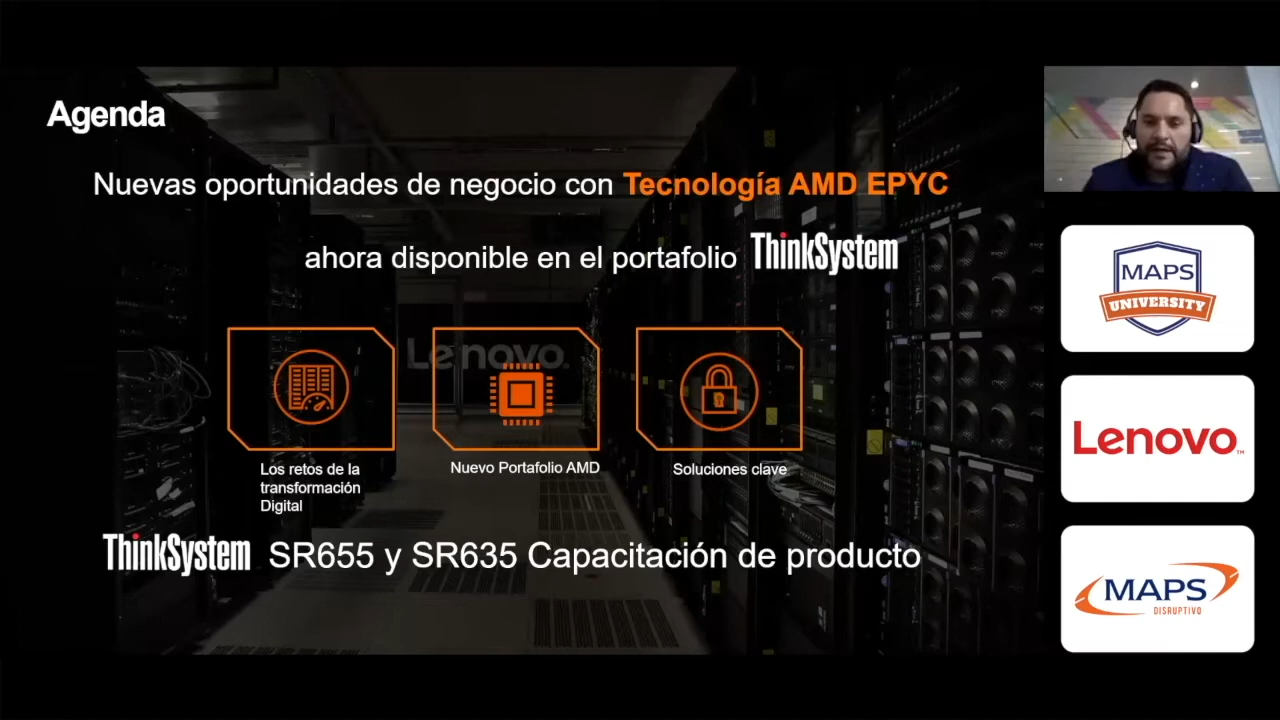 Agenda
Nuevas oportunidades de negocio con Tecnología AMD EPYC
ahora disponible en el portafolio ThinkSystem
Lenovo.
Los retos de la
transformación
Digital
Nuevo Portafolio AMD
Soluciones clave
ThinkSystem SR655 y SR635 Capacitación de producto
MAPS
UNIVERSITY
Lenovo™
MAPS
DISRUPTIVO